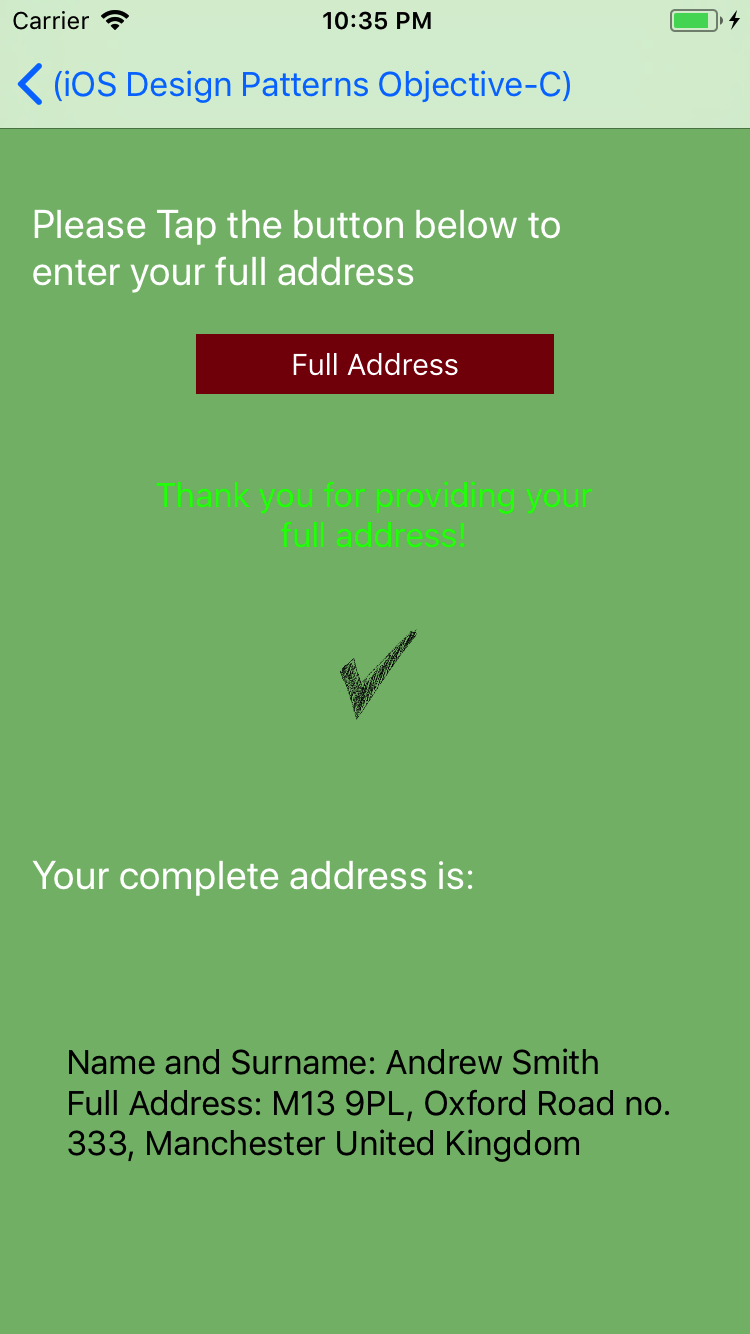 Carrier 10:35 PM
(iOS Design Patterns Objective-C)
Please Tap the button below to
enter your full address
Full Address
Thank you for providing your
full address!
Your complete address is:
Name and Surname: Andrew Smith
Full Address: M13 9PL, Oxford Road no.
333, Manchester United Kingdom